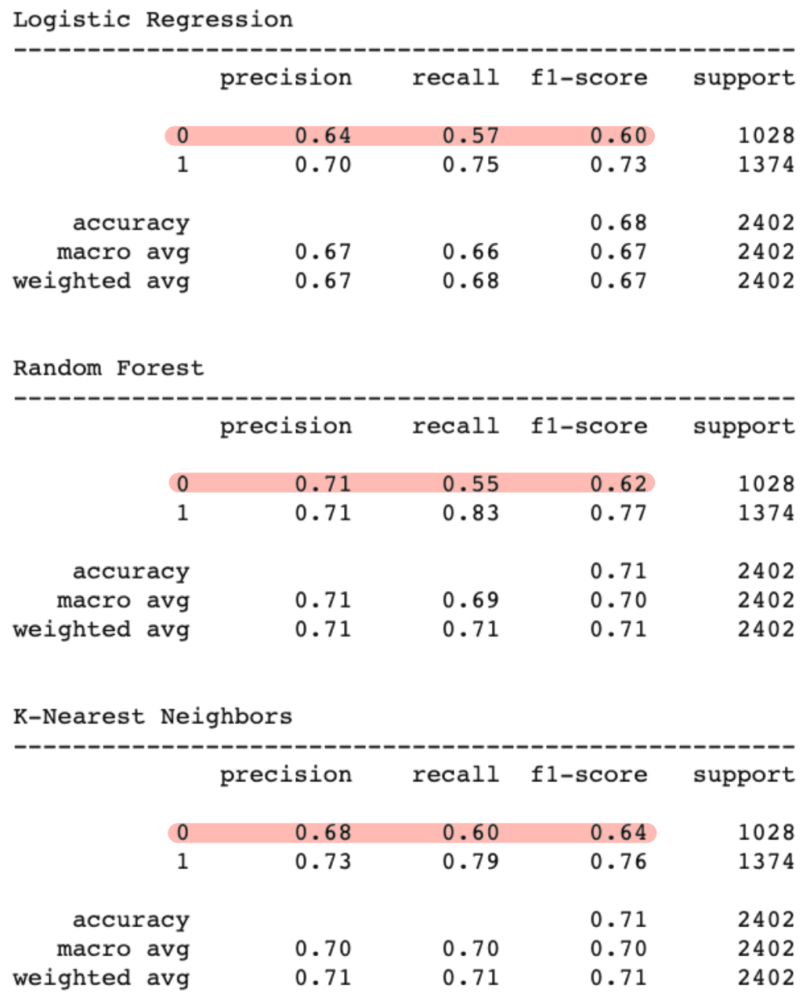 Logistic Regression
-----------------------------------------------------
precision recall f1-score support
0 0.64 0.57 0.60 1028
1 0.70 0.75 0.73 1374
accuracy 0.68 2402
macro avg 0.67 0.66 0.67 2402
weighted avg 0.67 0.68 0.67 2402
Random Forest
-----------------------------------------------------
precision recall f1-score support
0 0.71 0.55 0.62 1028
1 0.71 0.83 0.77 1374
accuracy 0.71 2402
macro avg 0.71 0.69 0.70 2402
weighted avg 0.71 0.71 0.71 2402
K-Nearest Neighbors
-----------------------------------------------------
precision recall f1-score support
0 0.68 0.60 0.64 1028
1 0.73 0.79 0.76 1374
accuracy 0.71 2402
macro avg 0.70 0.70 0.70 2402
weighted avg 0.71 0.71 0.71 2402